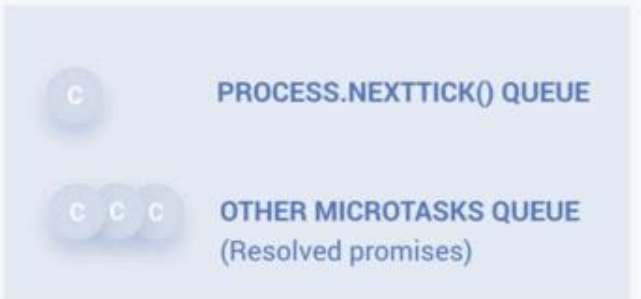 C PROCESS.NEXTTICK() QUEUE
C C C OTHER MICROTASKS QUEUE
(Resolved promises)